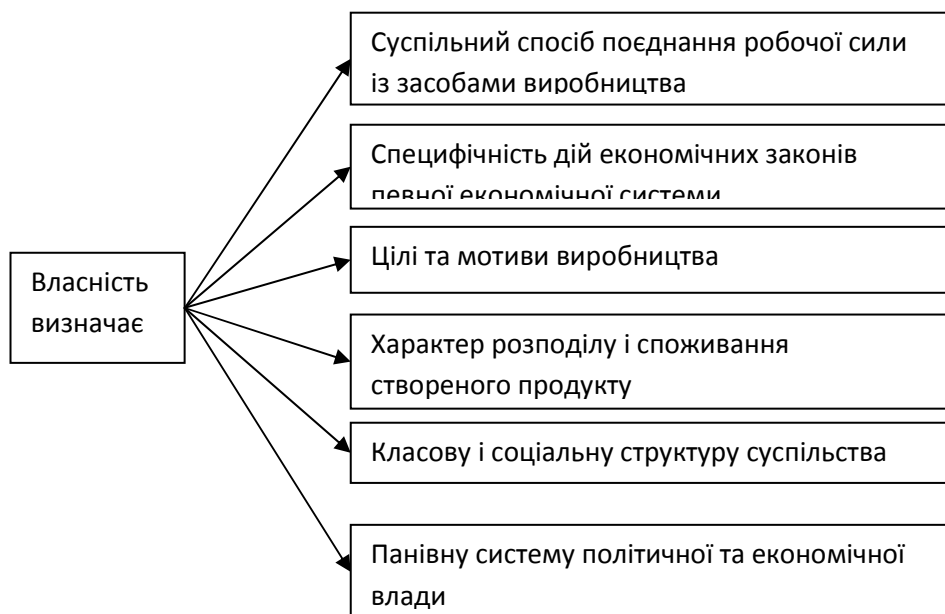 Суспільний спосіб поєднання робочої сили
із засобами виробництва
Специфічність дій економічних законів
певної економічної системи
Власність
визначає
Цілі та мотиви виробництва
Характер розподілу і споживання
створеного продукту
Класову і соціальну структуру суспільства
Панівну систему політичної та економічної
влади